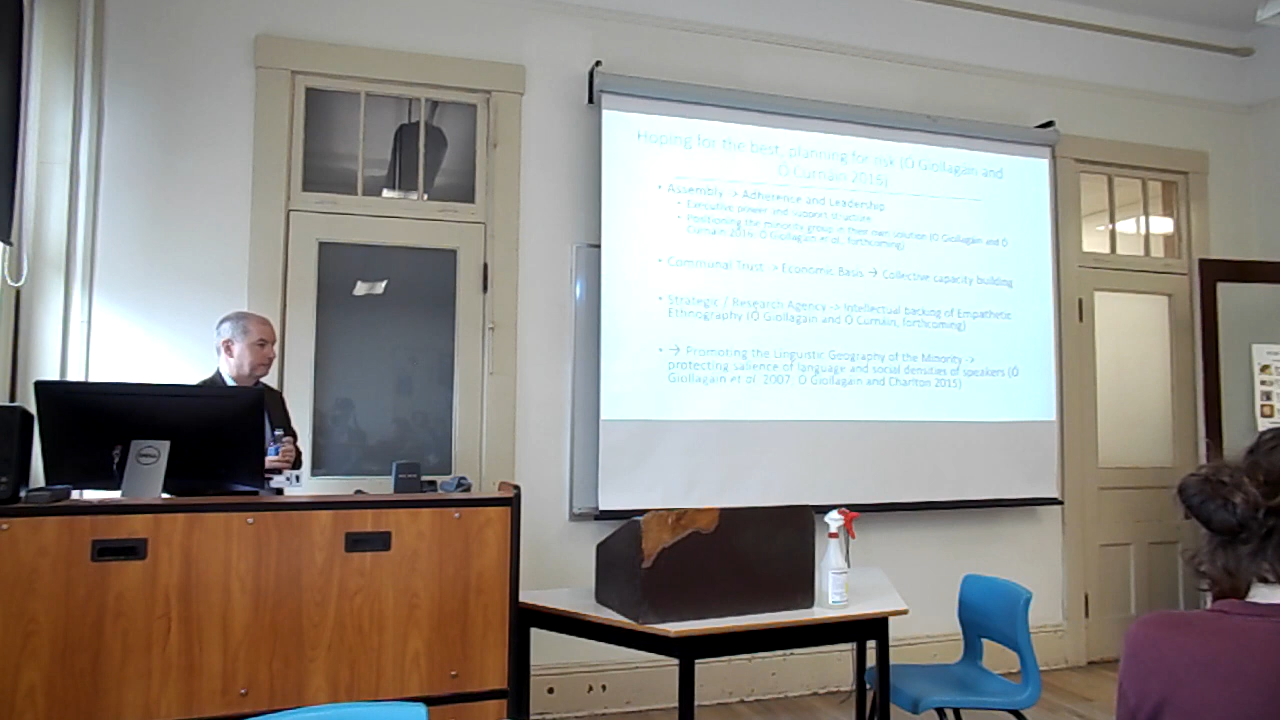 Hoping for the best, planning for risk (Ó Giollagáin and
Ó Curnáin 2016)
• Assembly -> Adherence and Leadership
• Executive power and support structure
• Positioning the minority group in their own solution (Ó Giollagáin and Ó
Curnáin 2016; Ó Giollagáin et al., forthcoming)
• Communal Trust -> Economic Basis → Collective capacity building
• Strategic / Research Agency -> Intellectual backing of Empathetic
Ethnography (Ó Giollagáin and Ó Curnáin, forthcoming)
• → Promoting the Linguistic Geography of the Minority ->
protecting salience of language and social densities of speakers (Ó
Giollagáin et al. 2007; Ó Giollagáin and Charlton 2015)
DELL